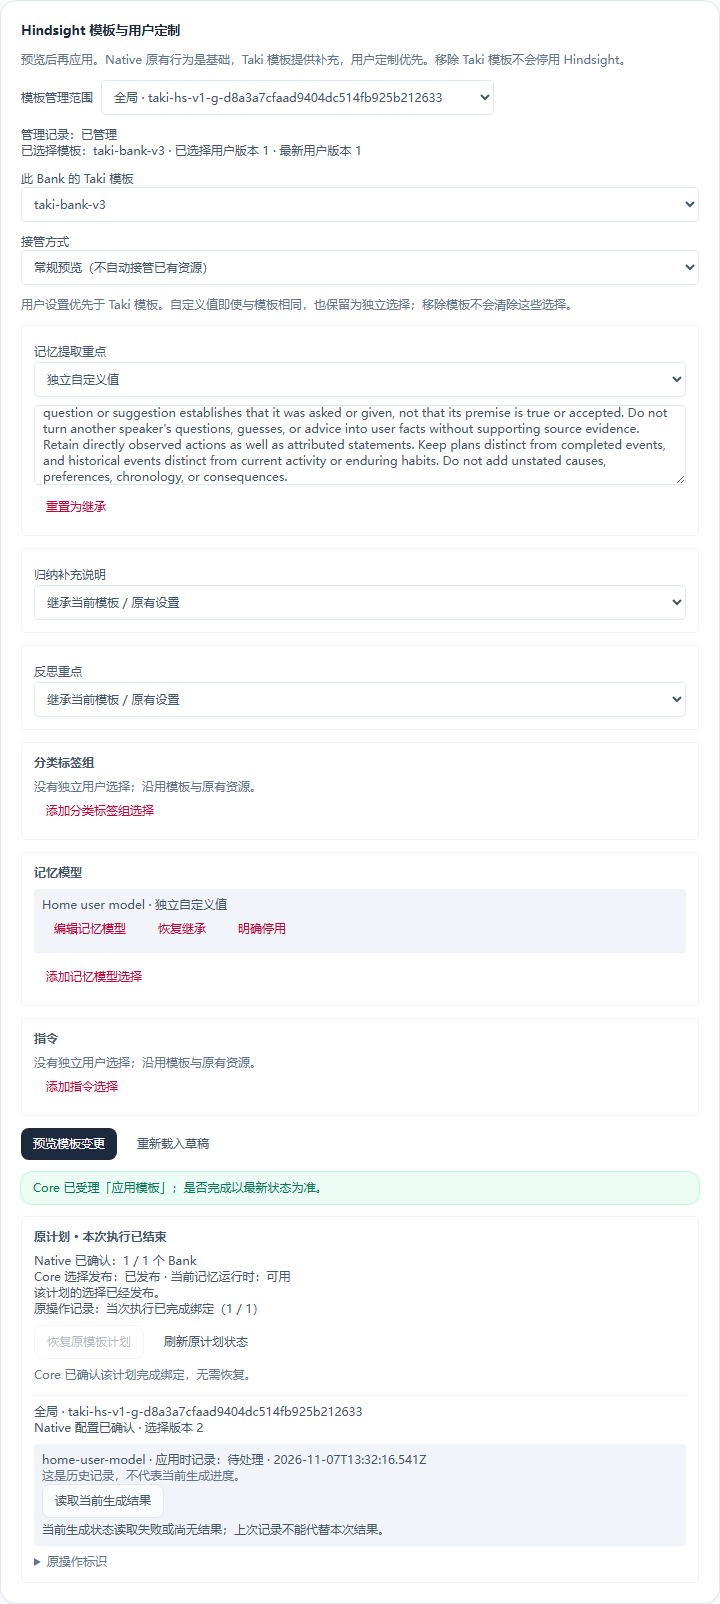 Hindsight 模板与用户定制
预览后再应用。Native 原有行为是基础，Taki 模板提供补充，用户定制优先。移除 Taki 模板不会停用 Hindsight。
模板管理范围 全局 · taki-hs-v1-g-d8a3a7cfaad9404dc514fb925b212633
管理记录：已管理
已选择模板：taki-bank-v3 · 已选择用户版本 1 · 最新用户版本 1
此 Bank 的 Taki 模板
taki-bank-v3
接管方式
常规预览（不自动接管已有资源）
用户设置优先于 Taki 模板。自定义值即使与模板相同，也保留为独立选择；移除模板不会清除这些选择。
记忆提取重点
独立自定义值
question or suggestion establishes that it was asked or given, not that its premise is true or accepted. Do not
turn another speaker's questions, guesses, or advice into user facts without supporting source evidence.
Retain directly observed actions as well as attributed statements. Keep plans distinct from completed events,
and historical events distinct from current activity or enduring habits. Do not add unstated causes,
preferences, chronology, or consequences.
重置为继承
归纳补充说明
继承当前模板 / 原有设置
反思重点
继承当前模板 / 原有设置
分类标签组
没有独立用户选择；沿用模板与原有资源。
添加分类标签组选择
记忆模型
Home user model · 独立自定义值
编辑记忆模型 恢复继承 明确停用
添加记忆模型选择
指令
没有独立用户选择；沿用模板与原有资源。
添加指令选择
预览模板变更 重新载入草稿
Core 已受理「应用模板」；是否完成以最新状态为准。
原计划 · 本次执行已结束
Native 已确认：1 / 1 个 Bank
Core 选择发布：已发布 · 当前记忆运行时：可用
该计划的选择已经发布。
原操作记录：当次执行已完成绑定（1 / 1）
恢复原模板计划 刷新原计划状态
Core 已确认该计划完成绑定，无需恢复。
全局 · taki-hs-v1-g-d8a3a7cfaad9404dc514fb925b212633
Native 配置已确认 · 选择版本 2
home-user-model · 应用时记录：待处理 · 2026-11-07T13:32:16.541Z
这是历史记录，不代表当前生成进度。
读取当前生成结果
当前生成状态读取失败或尚无结果；上次记录不能代替本次结果。
原操作标识